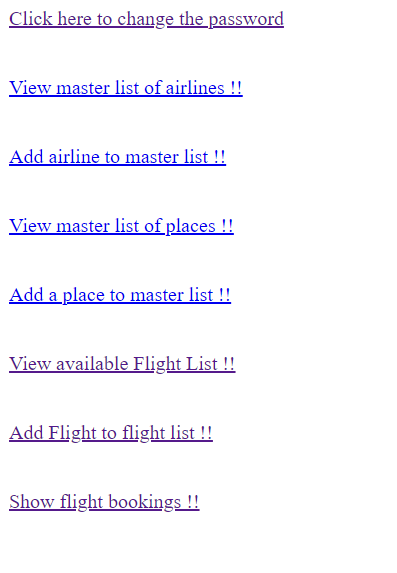 Click here to change the password
View master list of airlines !!
Add airline to master list !!
View master list of places !!
Add a place to master list !!
View available Flight List !!
Add Flight to flight list !!
Show flight bookings !!